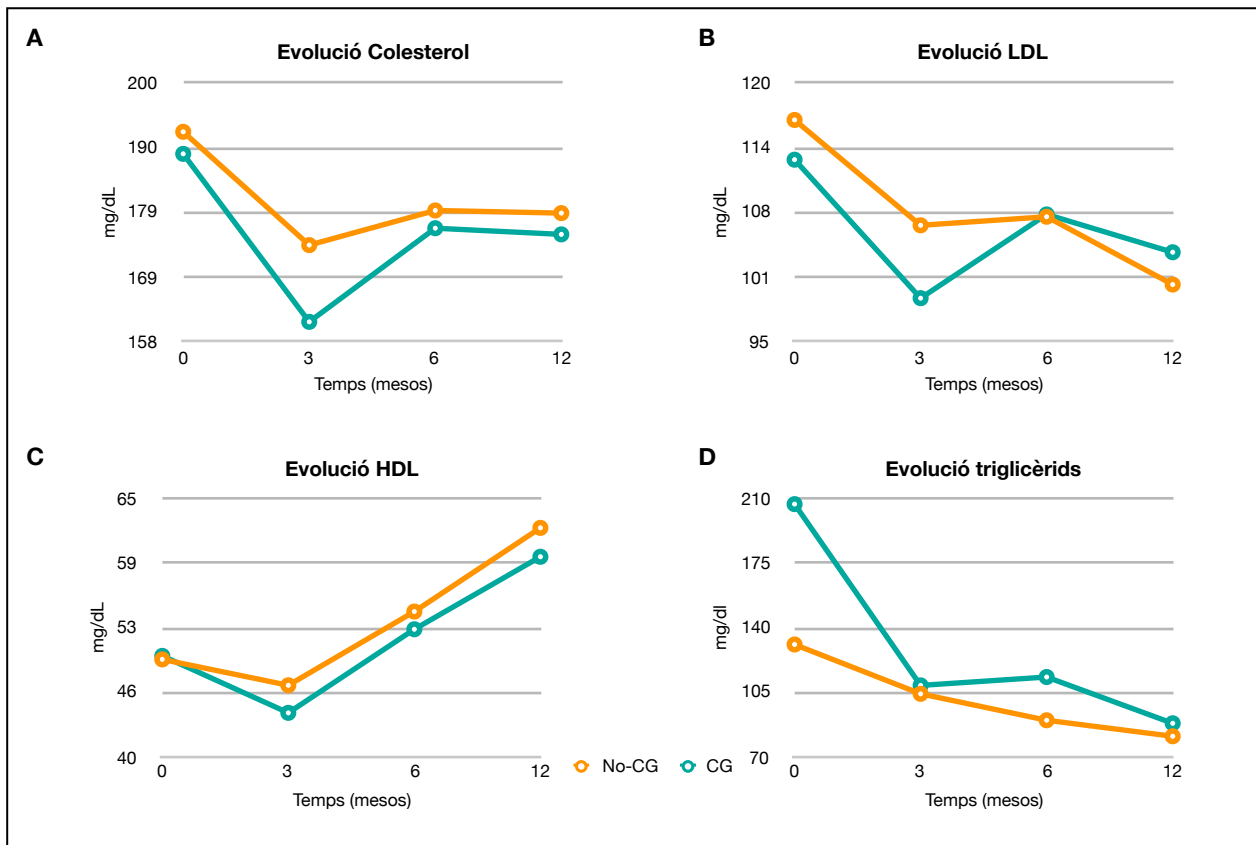 A
Evolució Colesterol
200
190
179
169
158
mg/dL
0 3 6 12
Temps (mesos)
B
Evolució LDL
120
114
108
101
95
mg/dL
0 3 6 12
Temps (mesos)
C
Evolució HDL
65
59
53
46
40
mg/dL
0 3 6 12
Temps (mesos)
No-CG CG
D
Evolució triglicèrids
210
175
140
105
70
mg/dl
0 3 6 12
Temps (mesos)